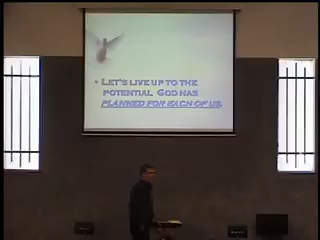 • LET'S LIVE UP TO THE
POTENTIAL GOD HAS
PLANNED FOR EACH OF US.